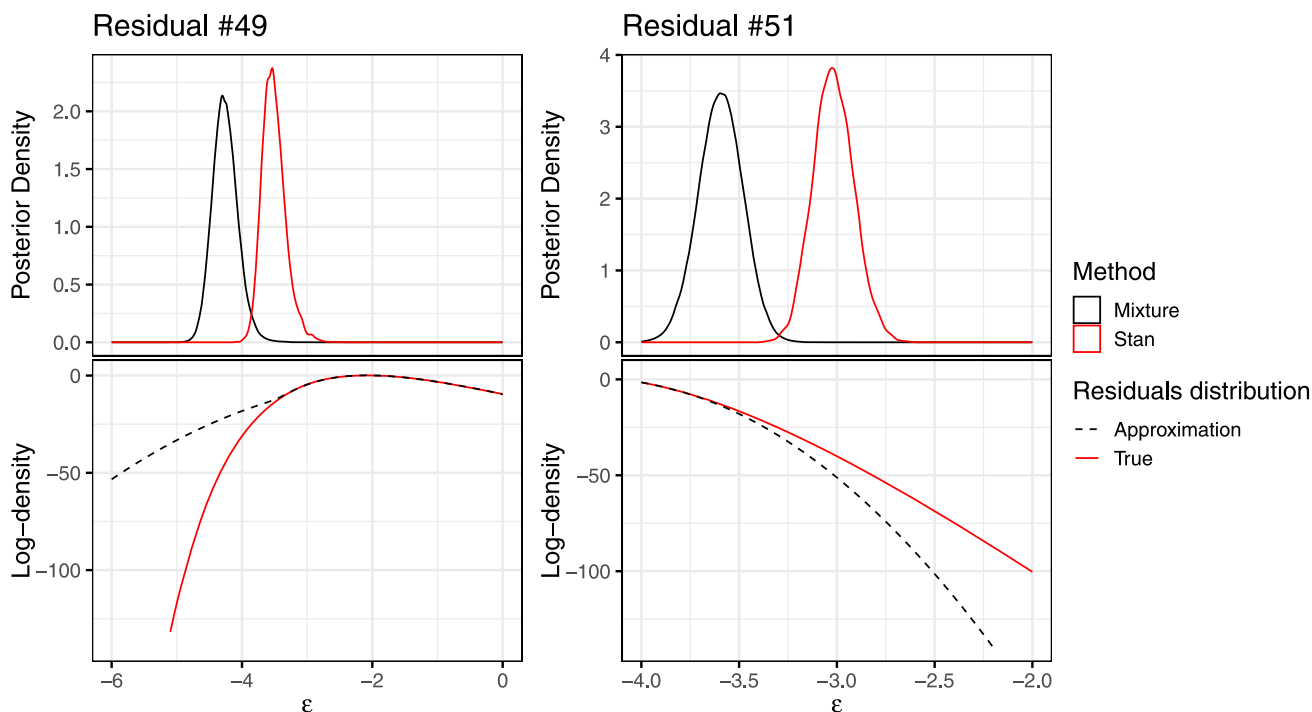 Residual #49
Posterior Density
2.0
1.5
1.0
0.5
0.0
Log−density
0
−50
−100
−6
−4
−2
0
ε
Residual #51
Posterior Density
4
3
2
1
0
Log−density
0
−50
−100
−4.0
−3.5
−3.0
−2.5
−2.0
ε
Method
Mixture
Stan
Residuals distribution
Approximation
True